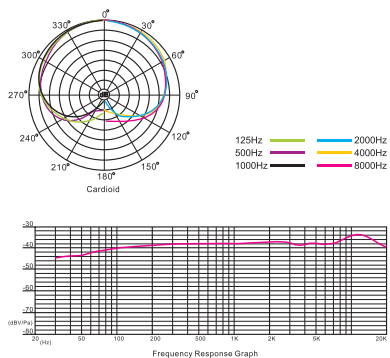 0°
330° 30°
300° 60°
270° 90°
240° 120°
210° 150°
180°
Cardioid
125Hz 2000Hz
500Hz 4000Hz
1000Hz 8000Hz
-30
-40
-50
-60
-70
(dBV/Pa)
-80
20 50 100 200 500 1K 2K 5K 20K
(Hz)
Frequency Response Graph